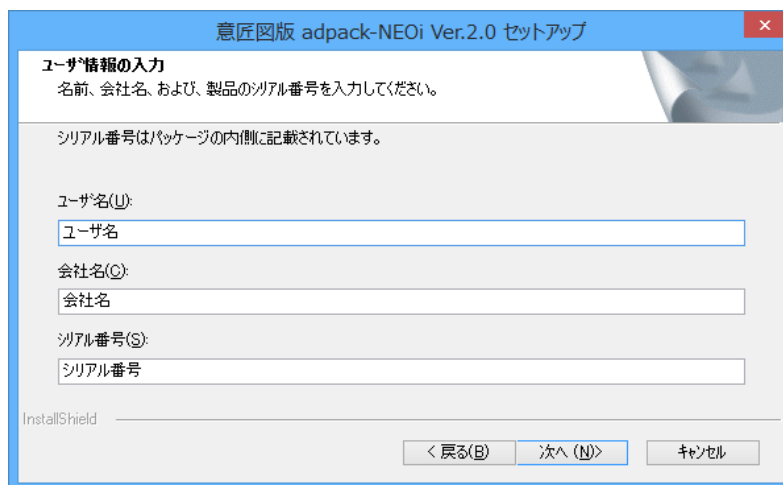 意匠図版 adpack-NEOi Ver.2.0 セットアップ
ユーザ情報の入力
名前、会社名、および、製品のシリアル番号を入力してください。
シリアル番号はパッケージの内側に記載されています。
ユーザ名(U):
ユーザ名
会社名(C):
会社名
シリアル番号(S):
シリアル番号
InstallShield
< 戻る(B) 次へ (N)> キャンセル